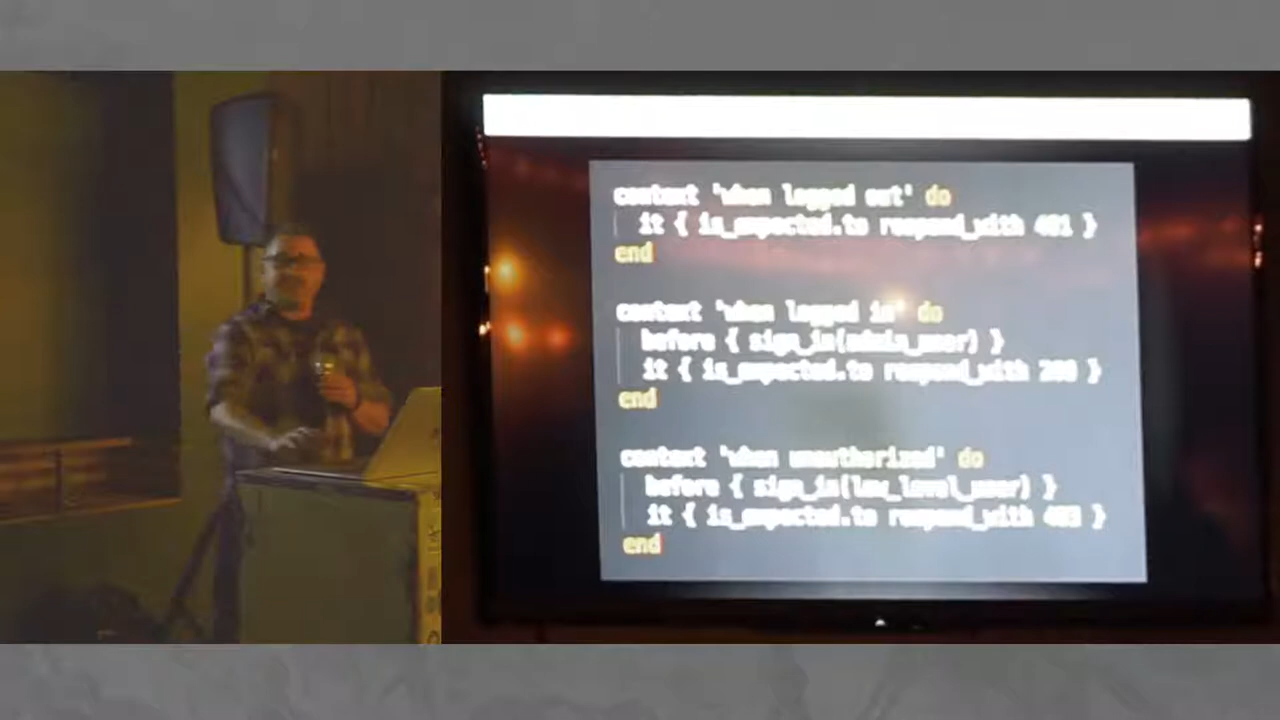 context 'when logged out' do
it { is_expected.to respond_with 401 }
end
context 'when logged in' do
before { sign_in(admin_user) }
it { is_expected.to respond_with 200 }
end
context 'when unauthorized' do
before { sign_in(low_level_user) }
it { is_expected.to respond_with 403 }
end